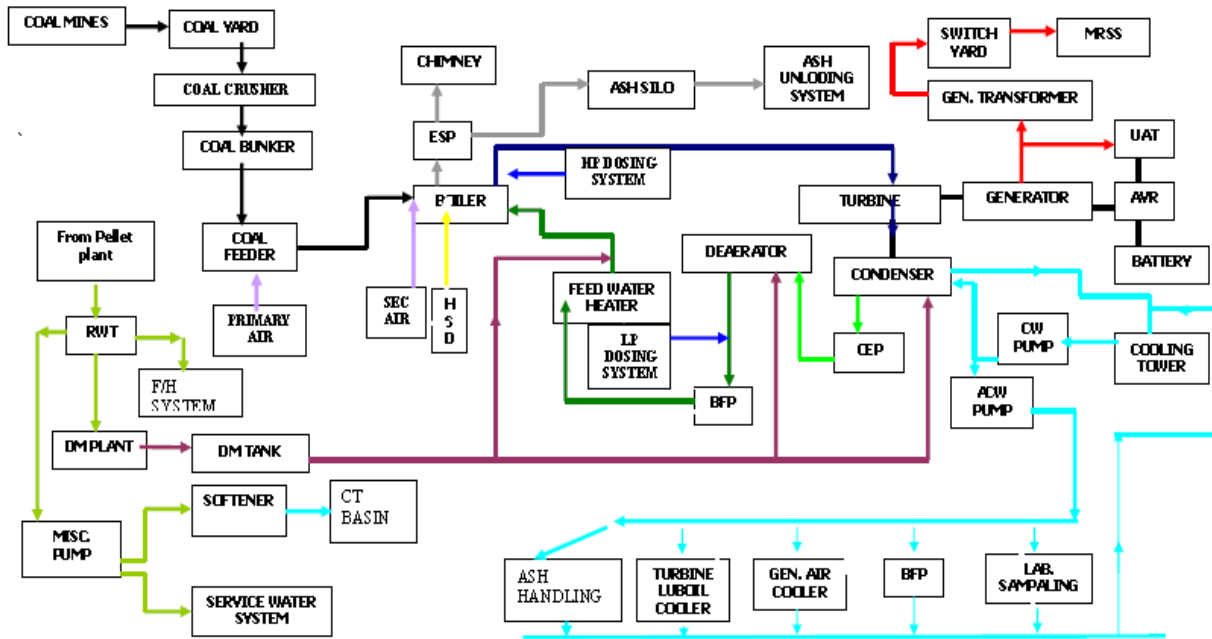 COAL MINES
COAL YARD
COAL CRUSHER
COAL BUNKER
COAL
FEEDER
PRIMARY
AIR
CHIMNEY
ESP
ASH SILO
ASH
UNLODING
SYSTEM
BOILER
HP DOSING
SYSTEM
SEC
AIR
H
S
D
FEED WATER
HEATER
LP
DOSING
SYSTEM
DEAERATOR
BFP
CEP
TURBINE
CONDENSER
GENERATOR
SWITCH
YARD
MRSS
GEN. TRANSFORMER
UAT
AVR
BATTERY
CW
PUMP
COOLING
TOWER
ACW
PUMP
From Pellet
plant
RWT
F/H
SYSTEM
DM PLANT
DM TANK
SOFTENER
CT
BASIN
MISC.
PUMP
SERVICE WATER
SYSTEM
ASH
HANDLING
TURBINE
LUBOIL
COOLER
GEN. AIR
COOLER
BFP
LAB.
SAMPALING